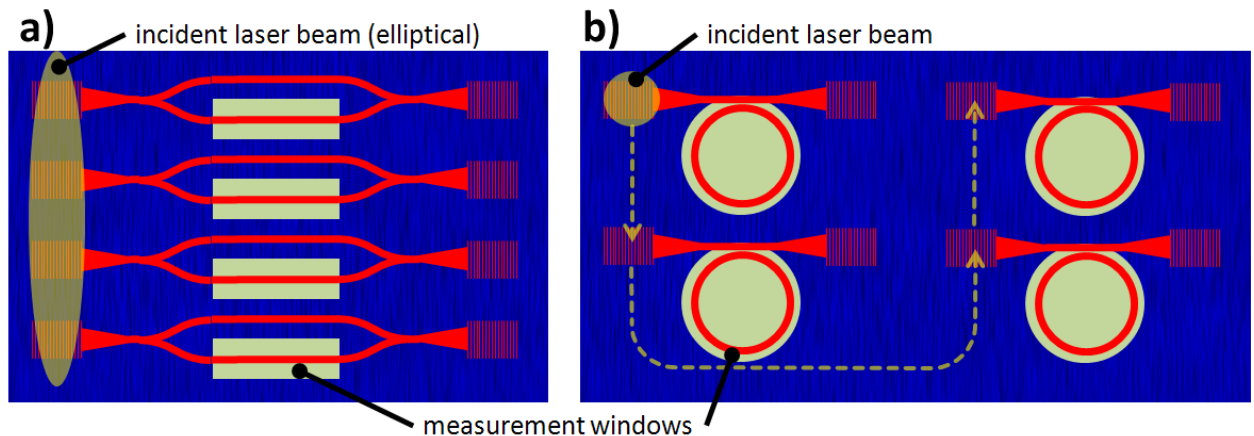 a)
incident laser beam (elliptical)
b)
incident laser beam
measurement windows